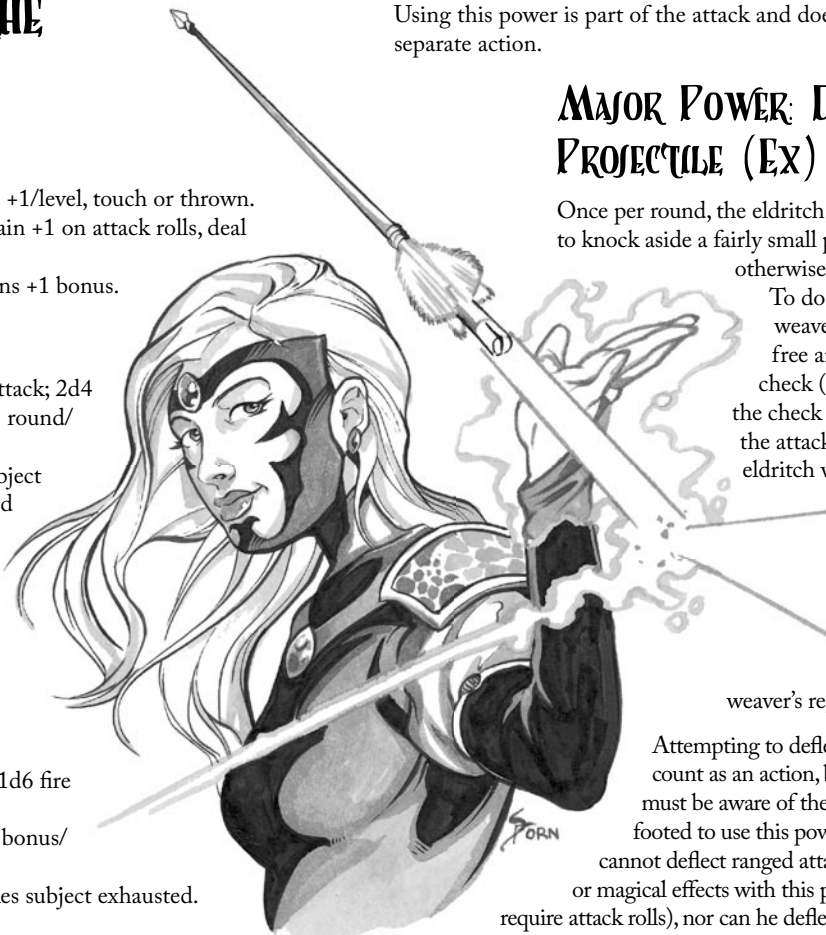 HE
+1/level, touch or thrown.
ain +1 on attack rolls, deal
ns +1 bonus.
ttack; 2d4
round/
bject
d
1d6 fire
bonus/
es subject exhausted.
Using this power is part of the attack and doe
separate action.
Major Power: D
Projectile (Ex)
Once per round, the eldritch
to knock aside a fairly small p
otherwise
To do
weave
free a
check (
the check
the attack
eldritch w
weaver's re
Attempting to defle
count as an action, b
must be aware of the
footed to use this pow
cannot deflect ranged atta
or magical effects with this p
require attack rolls), nor can he defle
STORN